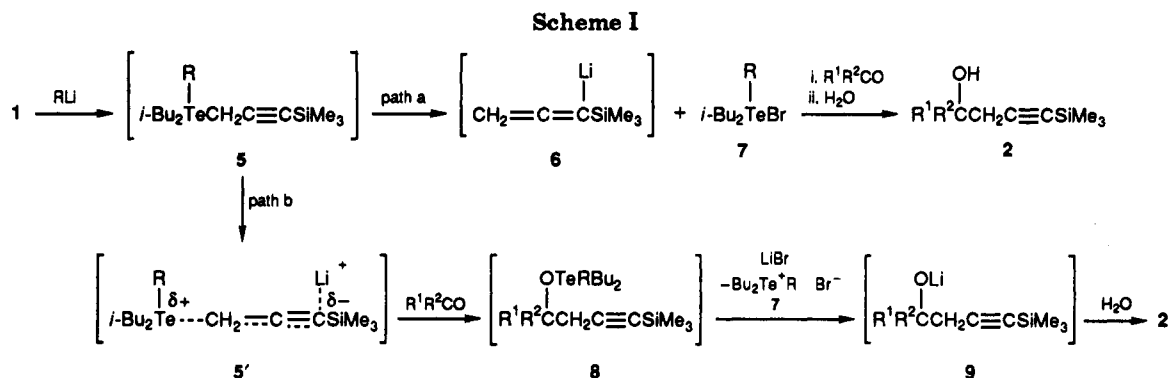 Scheme I
1 RLi [ R i-Bu₂TeCH₂C≡CSiMe₃ ] path a [ Li CH₂=C=CSiMe₃ ] + R i-Bu₂TeBr i. R¹R²CO ii. H₂O OH R¹R²CCH₂C≡CSiMe₃
5 6 7 2
path b
[ R δ+ i-Bu₂Te---CH₂=C=CSiMe₃ Li + δ− ] R¹R²CO [ OTeRBu₂ R¹R²CCH₂C≡CSiMe₃ ] LiBr −Bu₂Te⁺R Br⁻ 7 [ OLi R¹R²CCH₂C≡CSiMe₃ ] H₂O 2
5′ 8 9